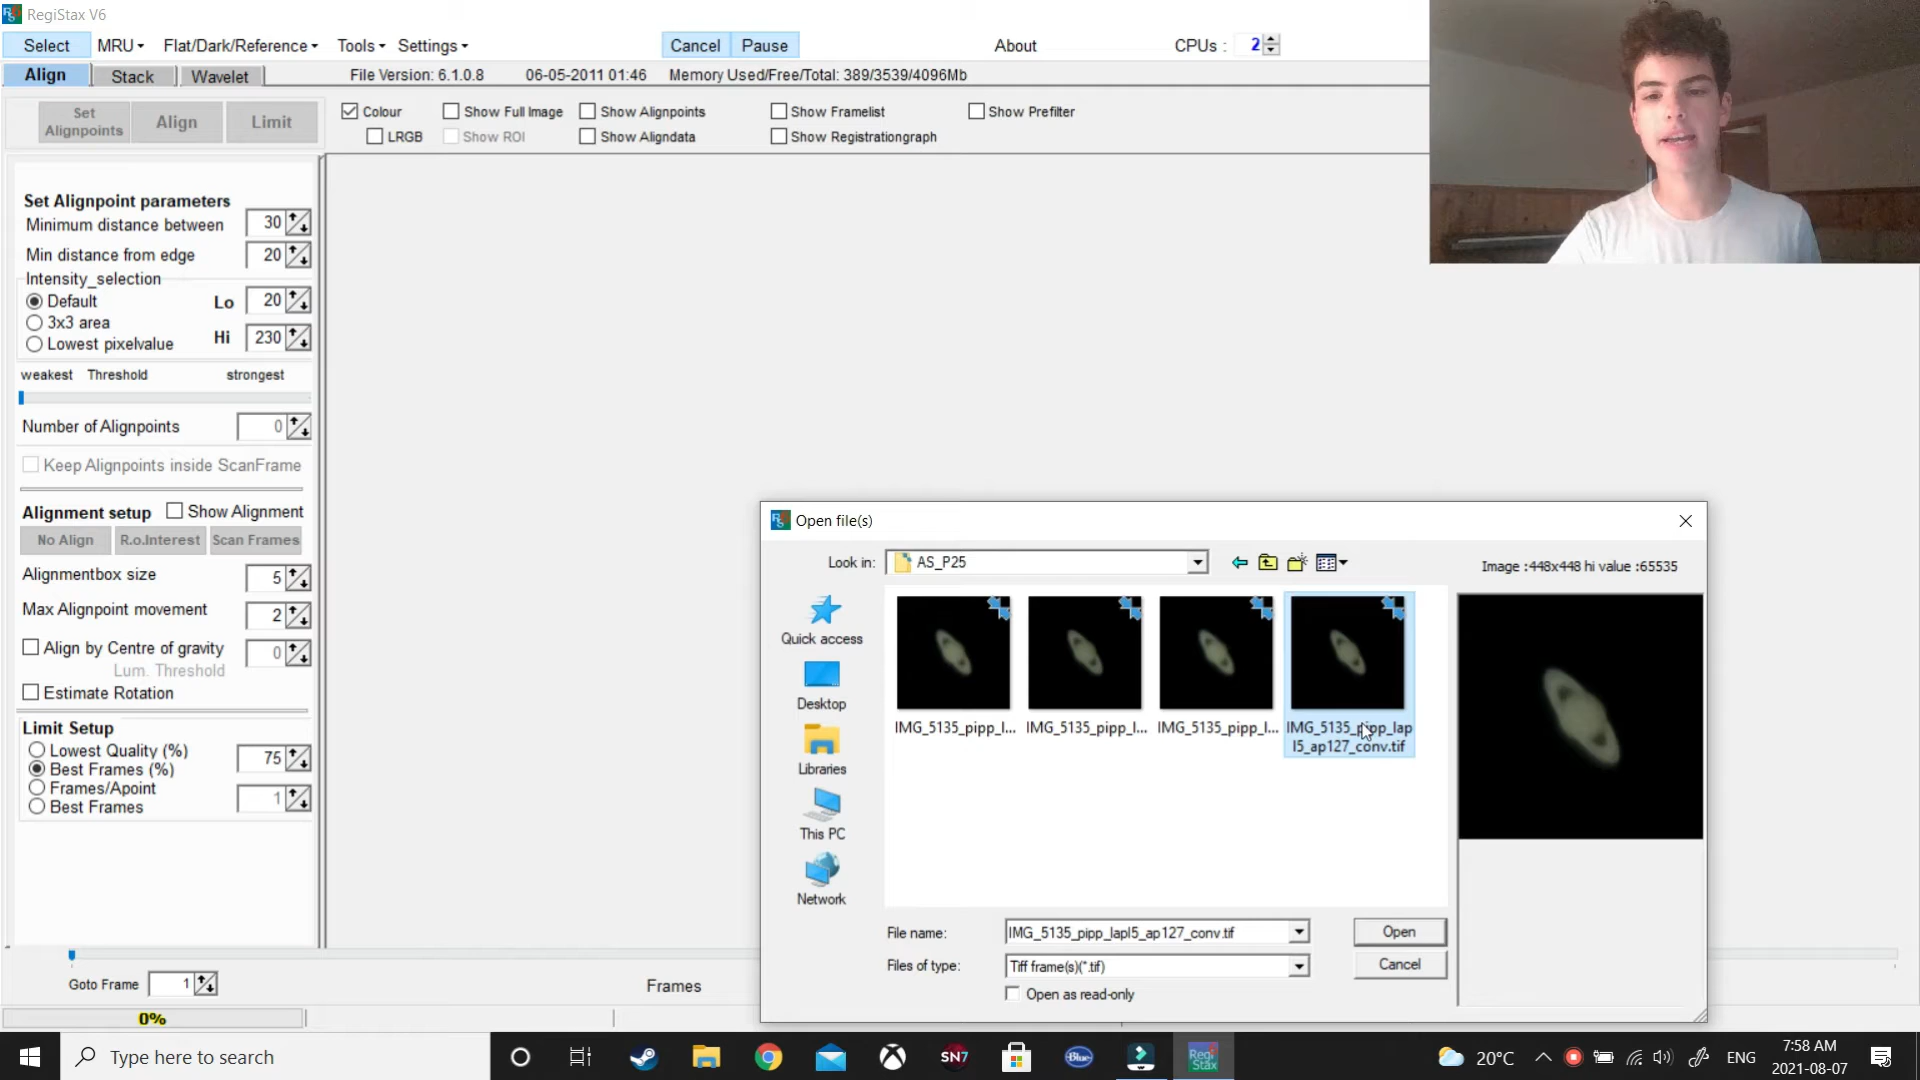 RegiStax V6
Select MRU Flat/Dark/Reference Tools Settings Cancel Pause About CPUs : 2
Align Stack Wavelet File Version: 6.1.0.8 06-05-2011 01:46 Memory Used/Free/Total: 389/3539/4096Mb
Set Alignpoints Align Limit
Colour Show Full Image Show Alignpoints Show Framelist Show Prefilter
LRGB Show ROI Show Aligndata Show Registrationgraph
Set Alignpoint parameters
Minimum distance between 30
Min distance from edge 20
Intensity_selection
Default Lo 20
3x3 area
Hi 230
Lowest pixelvalue
weakest Threshold strongest
Number of Alignpoints 0
Keep Alignpoints inside ScanFrame
Alignment setup Show Alignment
No Align R.o.Interest Scan Frames
Alignmentbox size 5
Max Alignpoint movement 2
Align by Centre of gravity 0
Lum. Threshold
Estimate Rotation
Limit Setup
Lowest Quality (%)
Best Frames (%) 75
Frames/Apoint
Best Frames 1
Goto Frame 1 Frames
0%
Open file(s)
Look in: AS_P25
Image :448x448 hi value :65535
Quick access
Desktop
Libraries
This PC
Network
IMG_5135_pipp_l... IMG_5135_pipp_l... IMG_5135_pipp_l... IMG_5135_pipp_lap
l5_ap127_conv.tif
File name: IMG_5135_pipp_lapl5_ap127_conv.tif Open
Files of type: Tiff frame(s)(*.tif) Cancel
Open as read-only
Type here to search
SN7
Blue
Regi
Stax
20°C
ENG
7:58 AM
2021-08-07